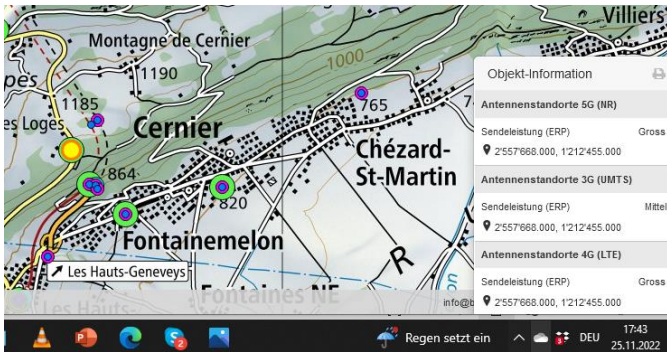 Villiers
Montagne de Cernier
1000
1190
1185
765
es Loges
Cernier
Chézard-
St-Martin
864
820
Fontainemelon
R
Les Hauts-Geneveys
Les Hauts
Fontaines NE
info@b
Objekt-Information
Antennenstandorte 5G (NR)
Sendeleistung (ERP) Gross
2'557'668.000, 1'212'455.000
Antennenstandorte 3G (UMTS)
Sendeleistung (ERP) Mittel
2'557'668.000, 1'212'455.000
Antennenstandorte 4G (LTE)
Sendeleistung (ERP) Gross
2'557'668.000, 1'212'455.000
Regen setzt ein
DEU
17:43
25.11.2022